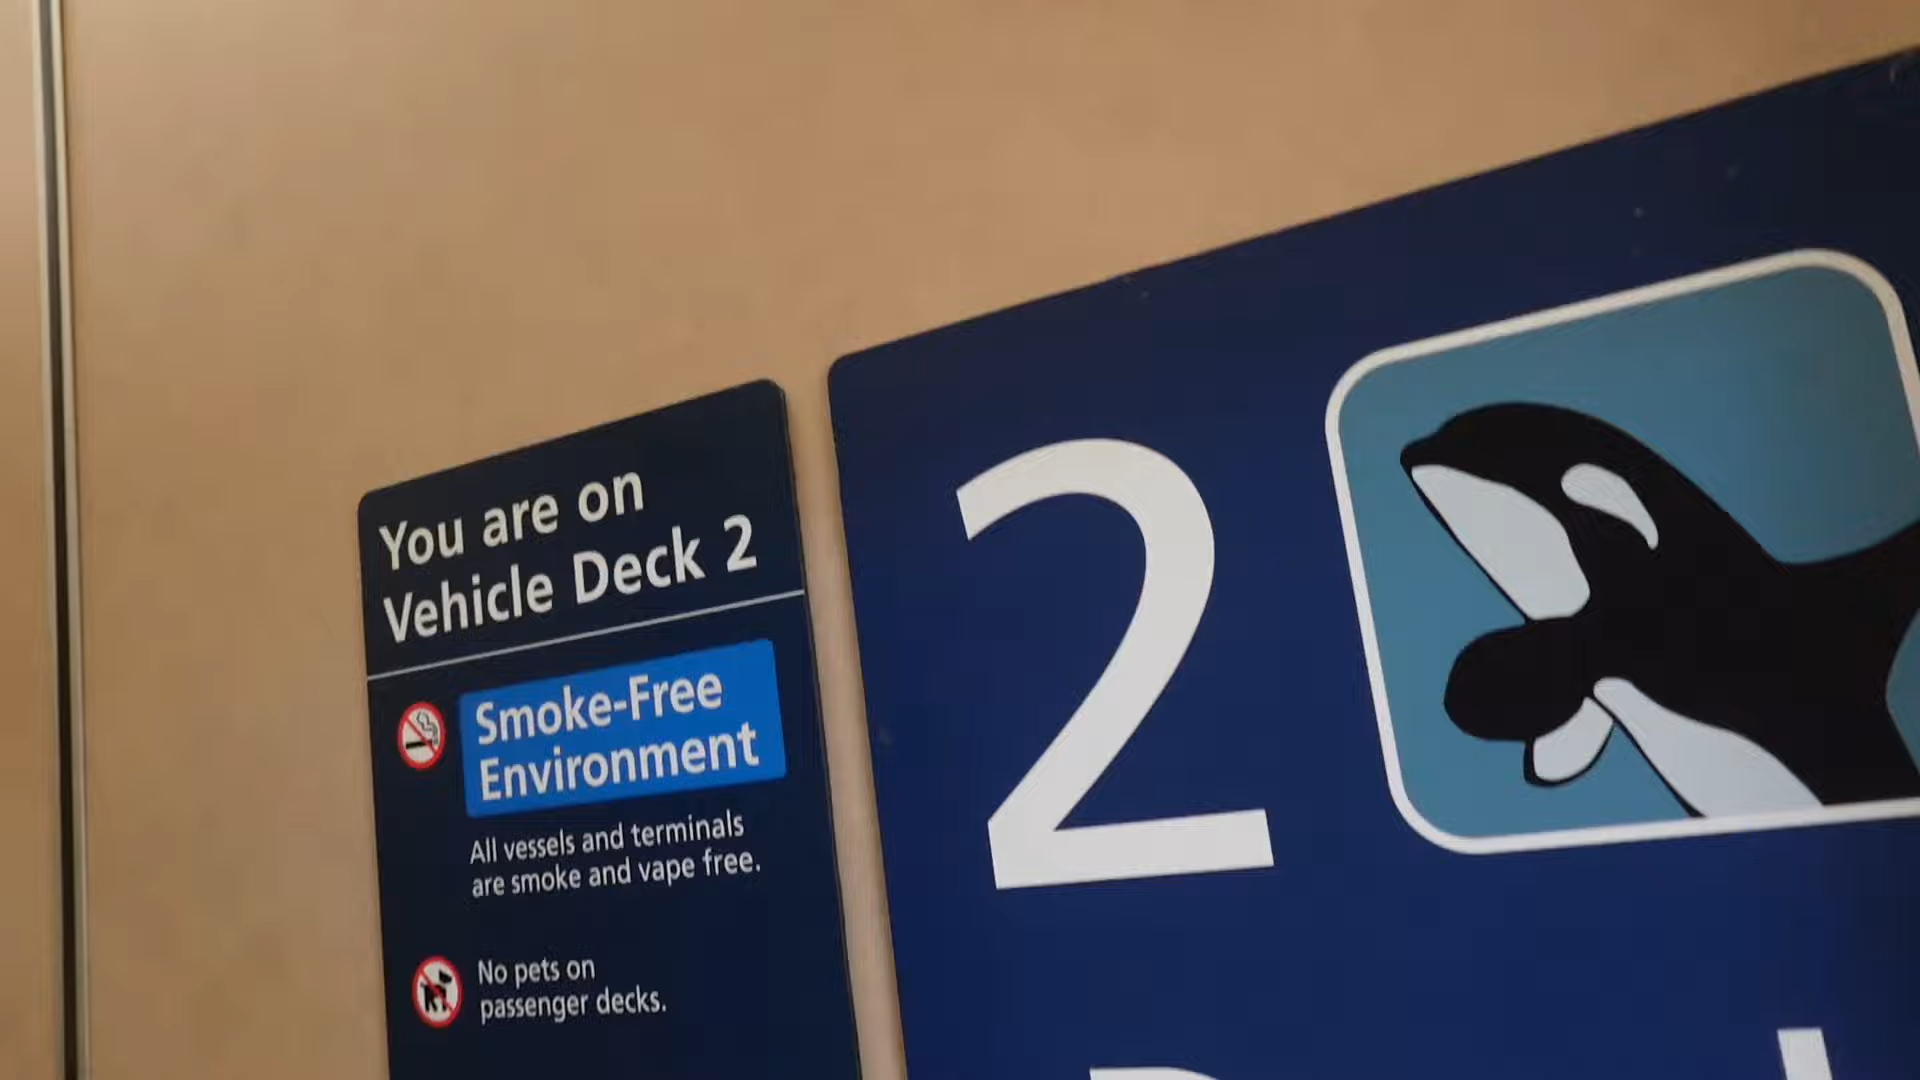 You are on
Vehicle Deck 2
Smoke-Free
Environment
All vessels and terminals
are smoke and vape free.
No pets on
passenger decks.
2